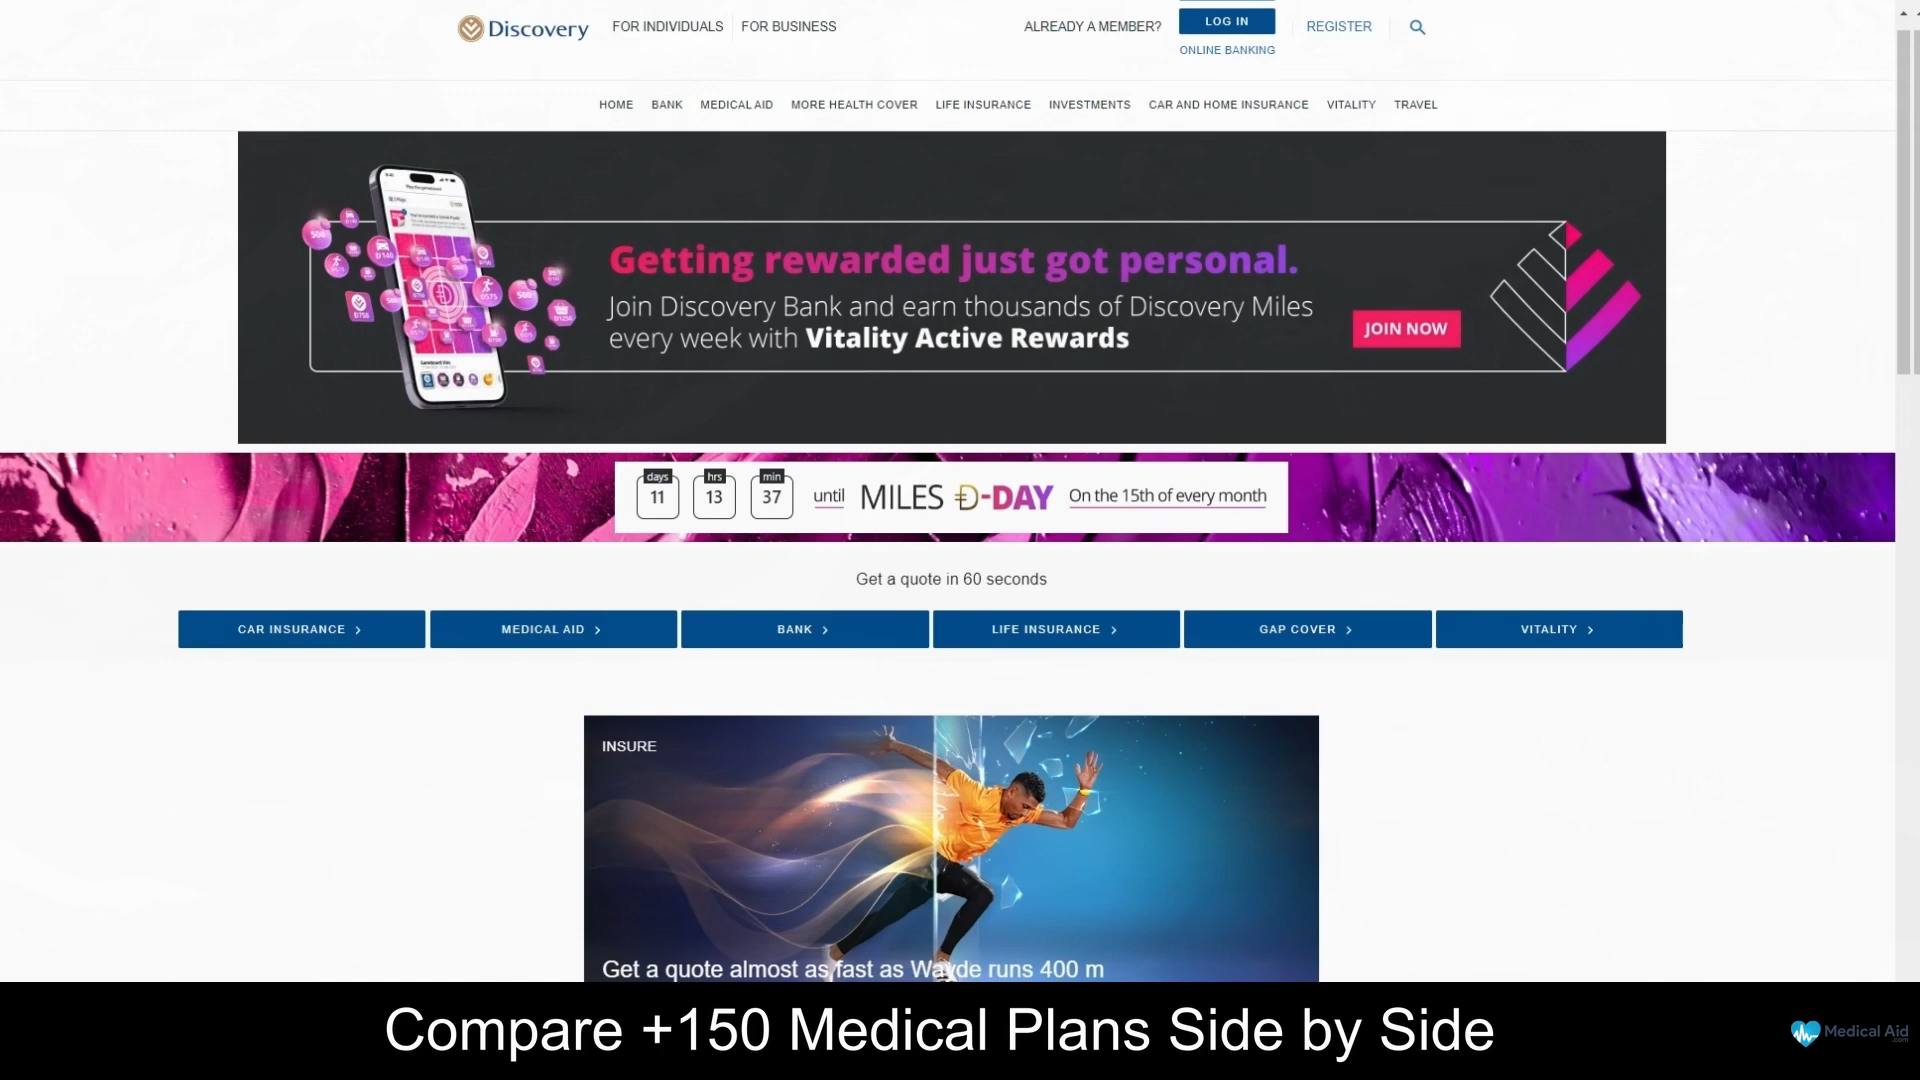 Discovery
FOR INDIVIDUALS
FOR BUSINESS
ALREADY A MEMBER?
LOG IN
REGISTER
ONLINE BANKING
HOME
BANK
MEDICAL AID
MORE HEALTH COVER
LIFE INSURANCE
INVESTMENTS
CAR AND HOME INSURANCE
VITALITY
TRAVEL
Getting rewarded just got personal.
Join Discovery Bank and earn thousands of Discovery Miles
every week with Vitality Active Rewards
JOIN NOW
days
hrs
min
11
13
37
until
MILES D-DAY
On the 15th of every month
Get a quote in 60 seconds
CAR INSURANCE
MEDICAL AID
BANK
LIFE INSURANCE
GAP COVER
VITALITY
INSURE
Get a quote almost as fast as Wayde runs 400 m
Compare +150 Medical Plans Side by Side
Medical Aid
.com